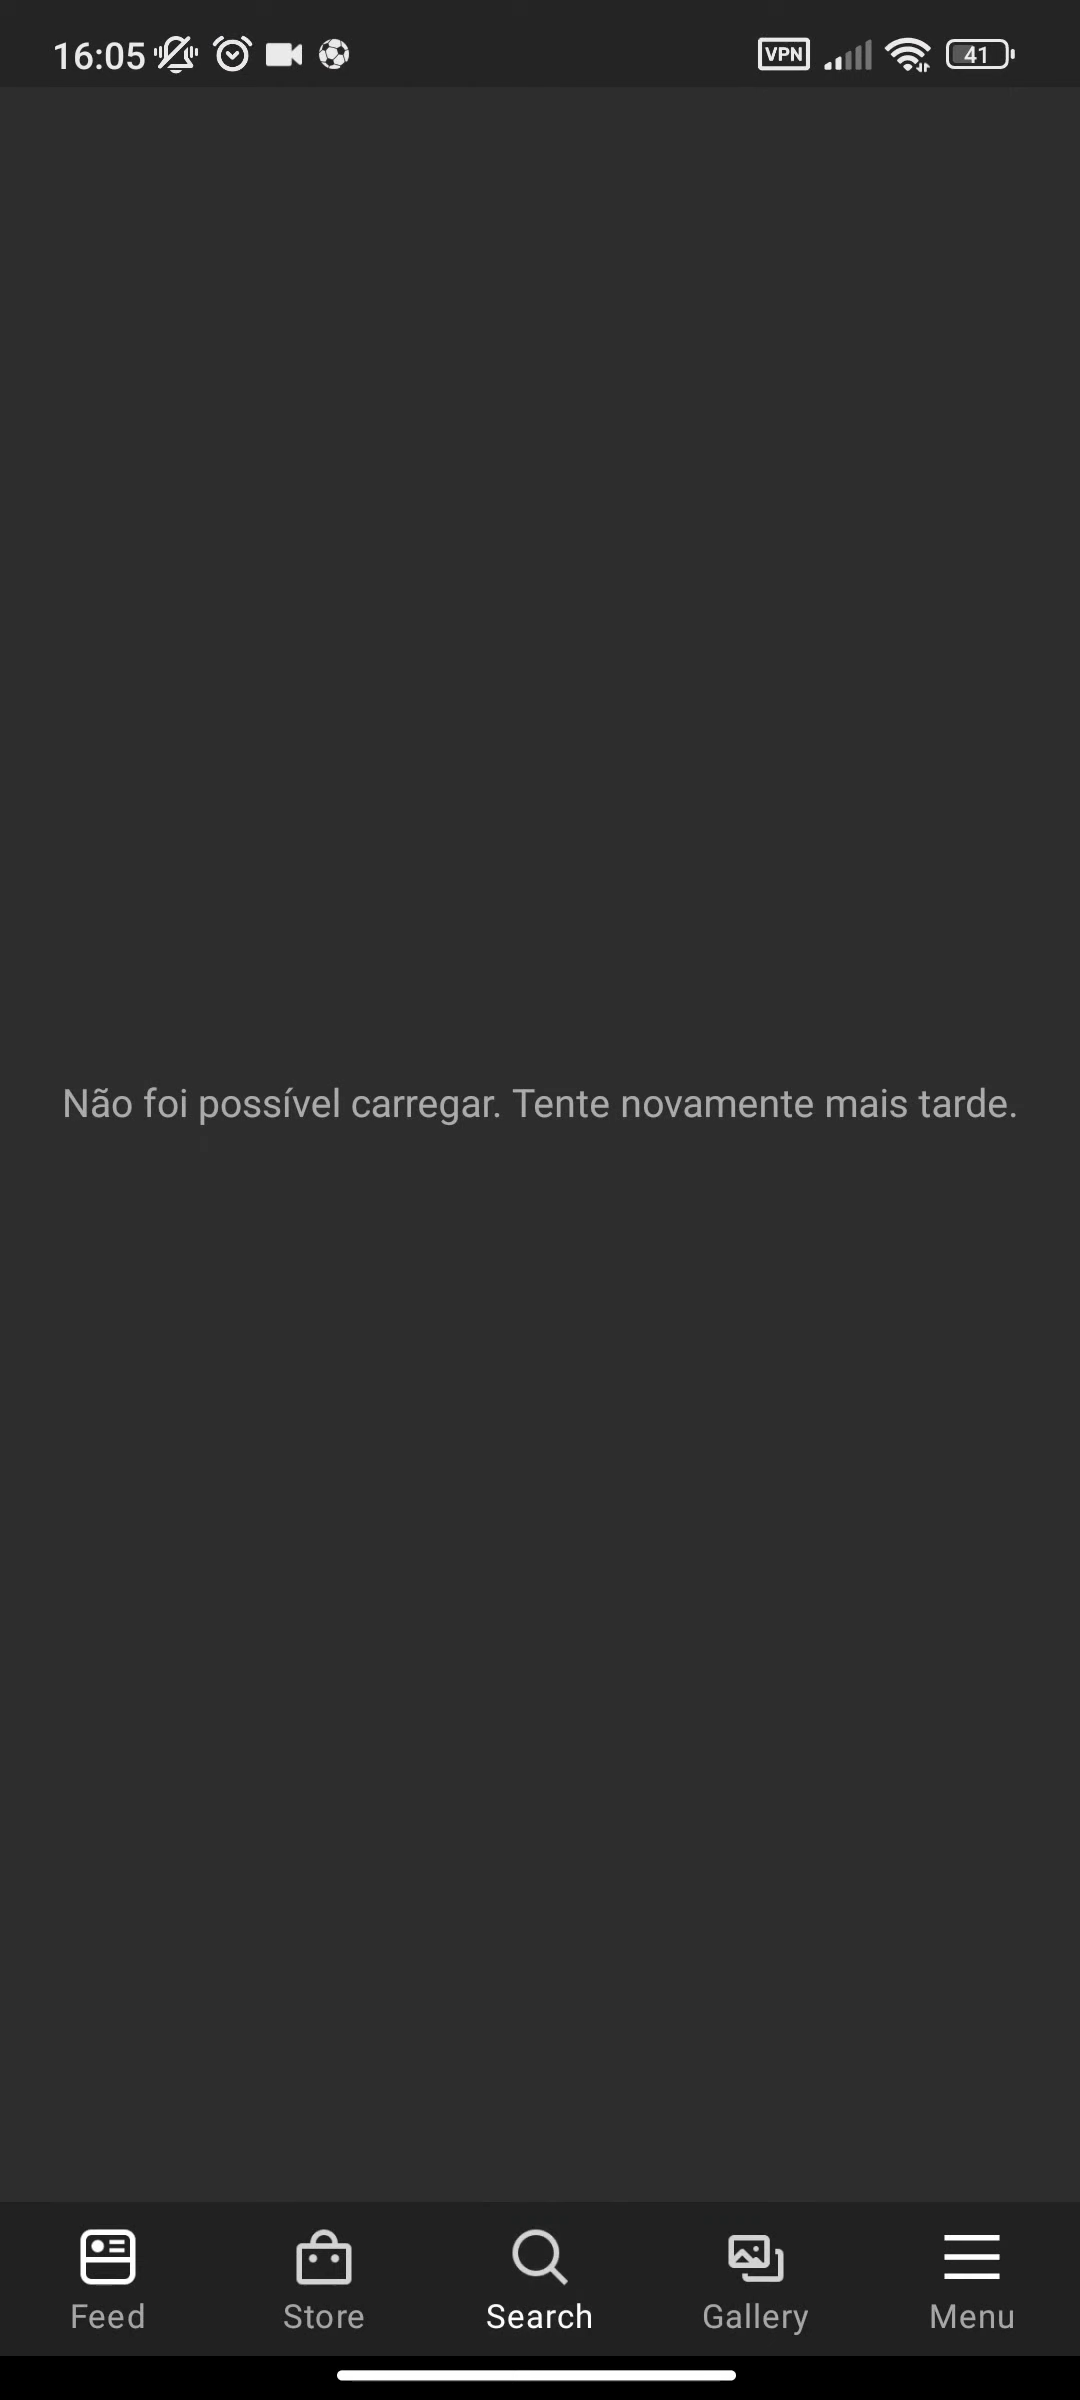 16:05 VPN 41
Não foi possível carregar. Tente novamente mais tarde.
Feed Store Search Gallery Menu